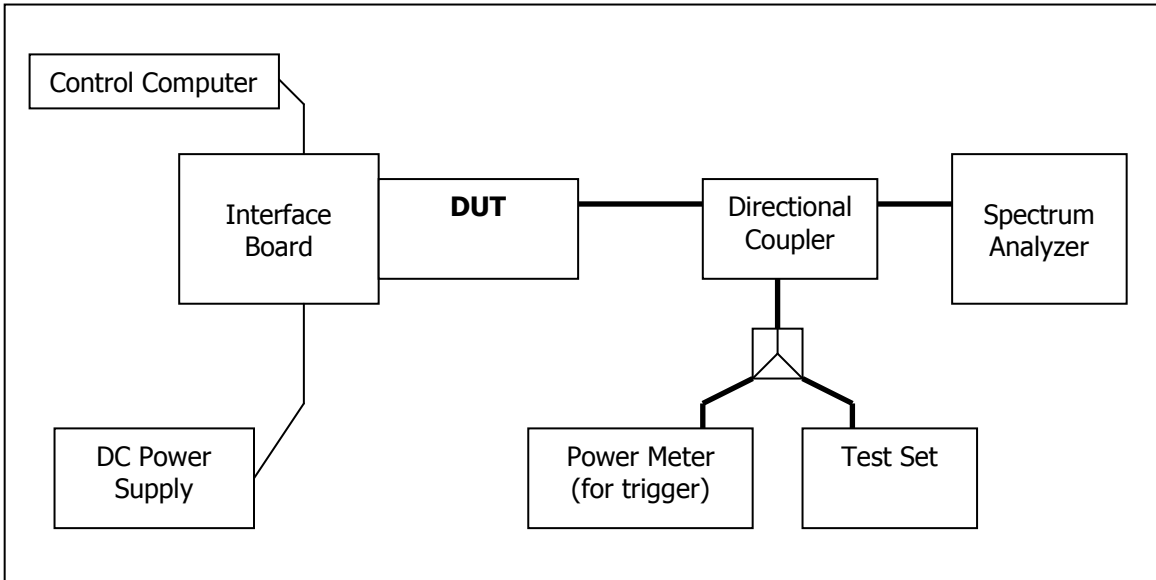 Control Computer
Interface
Board
DUT
Directional
Coupler
Spectrum
Analyzer
DC Power
Supply
Power Meter
(for trigger)
Test Set